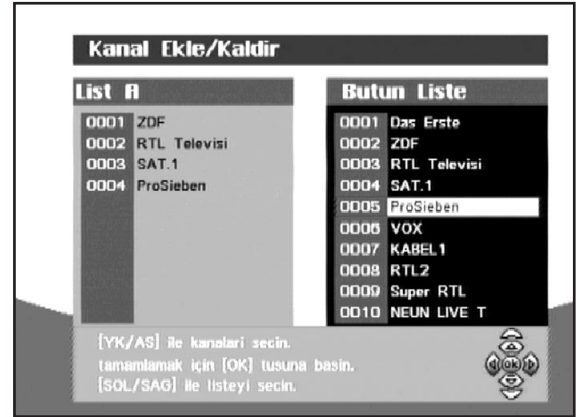 Kanal Ekle/Kaldir
List A
0001 ZDF
0002 RTL Televisi
0003 SAT.1
0004 ProSieben
Butun Liste
0001 Das Erste
0002 ZDF
0003 RTL Televisi
0004 SAT.1
0005 ProSieben
0006 VOX
0007 KABEL1
0008 RTL2
0009 Super RTL
0010 NEUN LIVE T
[YK/AS] ile kanalari secin.
tamamlamak için [OK] tusuna basin.
[SOL/SAG] ile listeyi secin.
Ok